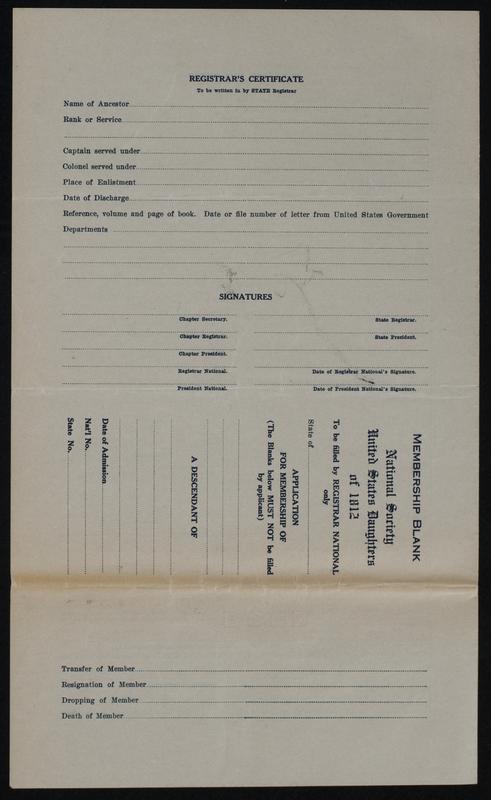 REGISTRAR'S CERTIFICATE
To be written in by STATE Registrar
Name of Ancestor
Rank or Service
Captain served under
Colonel served under
Place of Enlistment
Date of Discharge
Reference, volume and page of book. Date or file number of letter from United States Government
Departments
SIGNATURES
Chapter Secretary.
State Registrar.
Chapter Registrar.
State President.
Chapter President.
Registrar National.
Date of Registrar National's Signature.
President National.
Date of President National's Signature.
MEMBERSHIP BLANK
National Society
United States Daughters
of 1812
To be filled by REGISTRAR NATIONAL
only
State of
APPLICATION
FOR MEMBERSHIP OF
(The Blanks below MUST NOT be filled
by applicant)
A DESCENDANT OF
Date of Admission
Nat'l No.
State No.
Transfer of Member
Resignation of Member
Dropping of Member
Death of Member